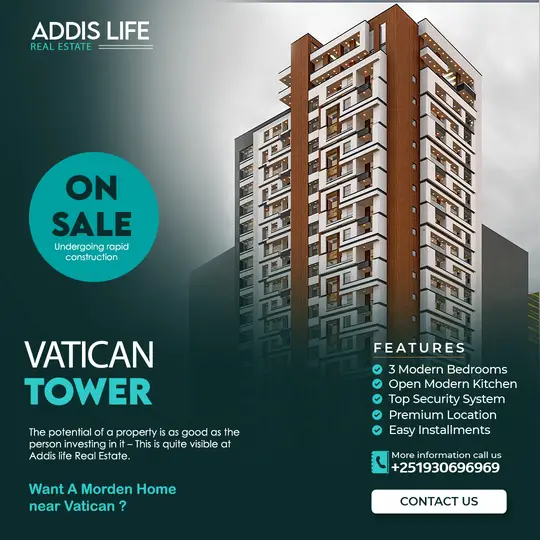 ADDIS LIFE
REAL ESTATE
ON
SALE
Undergoing rapid
construction
VATICAN
TOWER
The potential of a property is as good as the
person investing in it – This is quite visible at
Addis life Real Estate.
Want A Morden Home
near Vatican ?
FEATURES
3 Modern Bedrooms
Open Modern Kitchen
Top Security System
Premium Location
Easy Installments
More information call us
+251930696969
CONTACT US